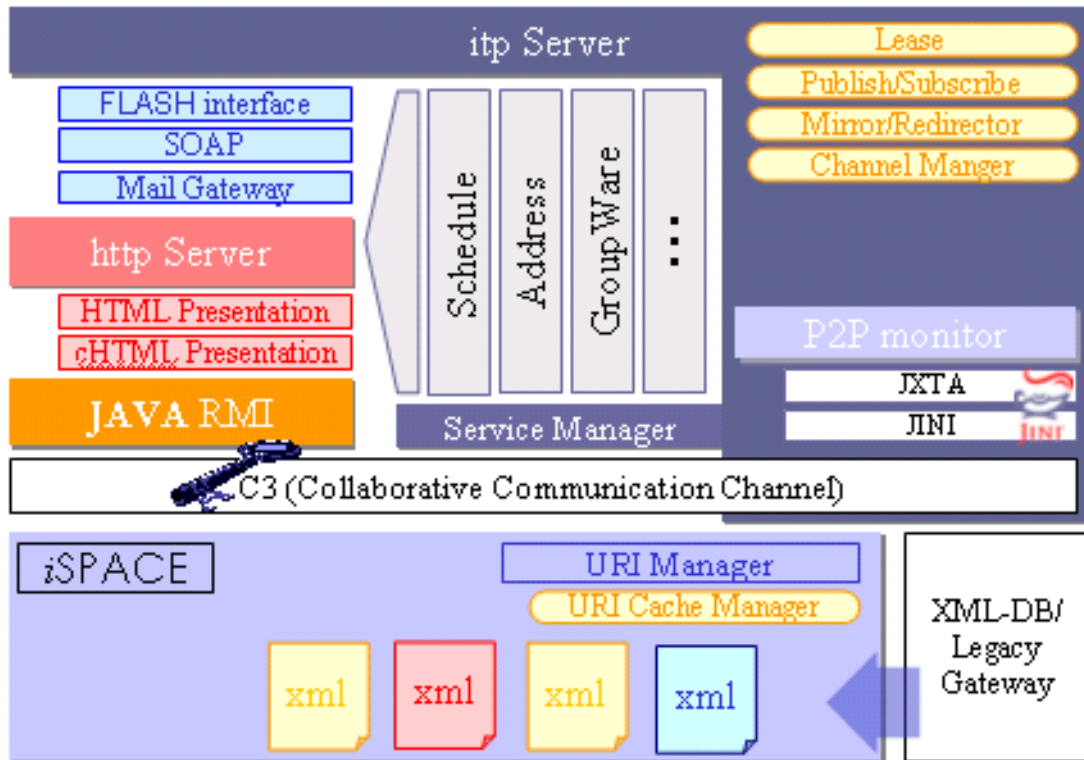 itp Server
Lease
Publish/Subscribe
Mirror/Redirector
Channel Manger
FLASH interface
SOAP
Mail Gateway
http Server
HTML Presentation
cHTML Presentation
JAVA RMI
Schedule
Address
GroupWare
...
Service Manager
P2P monitor
JXTA
JINI
JINI
C3 (Collaborative Communication Channel)
iSPACE
URI Manager
URI Cache Manager
xml
xml
xml
xml
XML-DB/
Legacy
Gateway